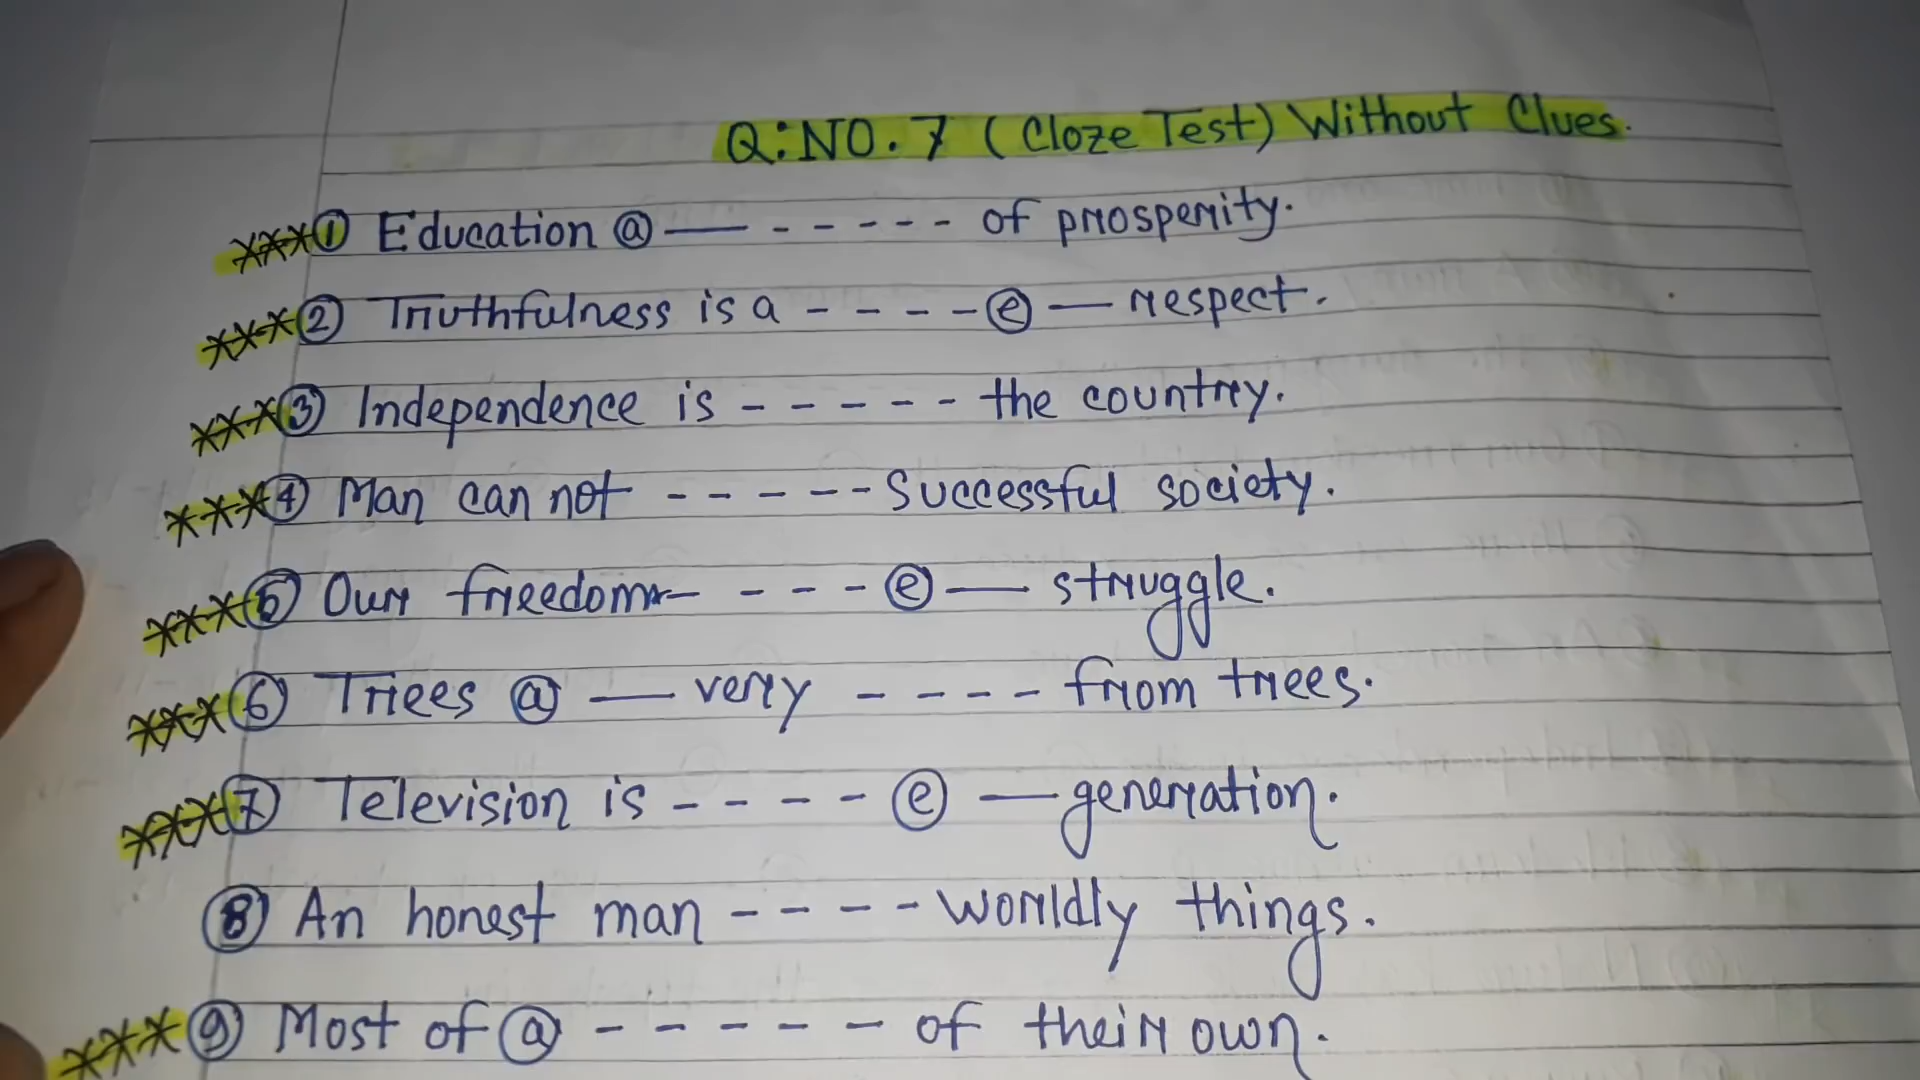 Q:NO.7 (Cloze Test) Without Clues.
***① Education ⓐ — ----- of prosperity.
***② Truthfulness is a ---- ⓔ — respect.
***③ Independence is ----- the country.
***④ Man can not ----- Successful society.
***⑤ Our freedom ---- ⓔ — struggle.
***⑥ Trees ⓐ — very ---- from trees.
***⑦ Television is ---- ⓔ — generation.
⑧ An honest man ---- worldly things.
***⑨ Most of ⓐ ----- of their own.